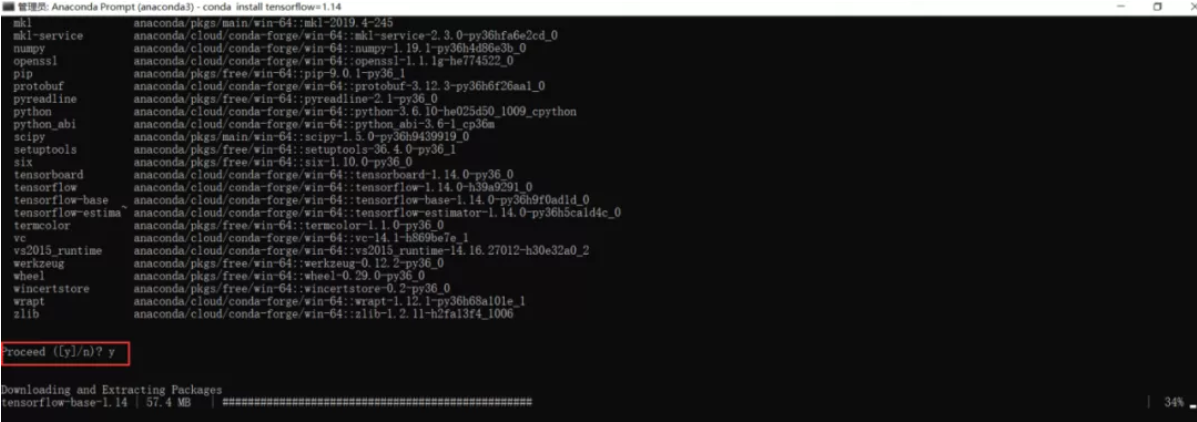 管理员: Anaconda Prompt (anaconda3) - conda install tensorflow=1.14
mkl anaconda/pkgs/main/win-64::mkl-2019.4-245
mkl-service anaconda/cloud/conda-forge/win-64::mkl-service-2.3.0-py36hfa6e2cd_0
numpy anaconda/cloud/conda-forge/win-64::numpy-1.19.1-py36h4d86e3b_0
openssl anaconda/cloud/conda-forge/win-64::openssl-1.1.1g-he774522_0
pip anaconda/pkgs/free/win-64::pip-9.0.1-py36_1
protobuf anaconda/cloud/conda-forge/win-64::protobuf-3.12.3-py36h6f26aa1_0
pyreadline anaconda/pkgs/free/win-64::pyreadline-2.1-py36_0
python anaconda/cloud/conda-forge/win-64::python-3.6.10-he025d50_1009_cpython
python_abi anaconda/cloud/conda-forge/win-64::python_abi-3.6-1_cp36m
scipy anaconda/pkgs/main/win-64::scipy-1.5.0-py36h9439919_0
setuptools anaconda/pkgs/free/win-64::setuptools-36.4.0-py36_1
six anaconda/pkgs/free/win-64::six-1.10.0-py36_0
tensorboard anaconda/cloud/conda-forge/win-64::tensorboard-1.14.0-py36_0
tensorflow anaconda/cloud/conda-forge/win-64::tensorflow-1.14.0-h39a9291_0
tensorflow-base anaconda/cloud/conda-forge/win-64::tensorflow-base-1.14.0-py36h9f0ad1d_0
tensorflow-estima~ anaconda/cloud/conda-forge/win-64::tensorflow-estimator-1.14.0-py36h5ca1d4c_0
termcolor anaconda/cloud/conda-forge/win-64::termcolor-1.1.0-py36_0
vc anaconda/cloud/conda-forge/win-64::vc-14.1-h869be7e_1
vs2015_runtime anaconda/cloud/conda-forge/win-64::vs2015_runtime-14.16.27012-h30e32a0_2
werkzeug anaconda/pkgs/free/win-64::werkzeug-0.12.2-py36_0
wheel anaconda/pkgs/free/win-64::wheel-0.29.0-py36_0
wincertstore anaconda/pkgs/free/win-64::wincertstore-0.2-py36_0
wrapt anaconda/cloud/conda-forge/win-64::wrapt-1.12.1-py36h68a101e_1
zlib anaconda/cloud/conda-forge/win-64::zlib-1.2.11-h2fa13f4_1006
Proceed ([y]/n)? y
Downloading and Extracting Packages
tensorflow-base-1.14 | 57.4 MB | ################################################# | 34%